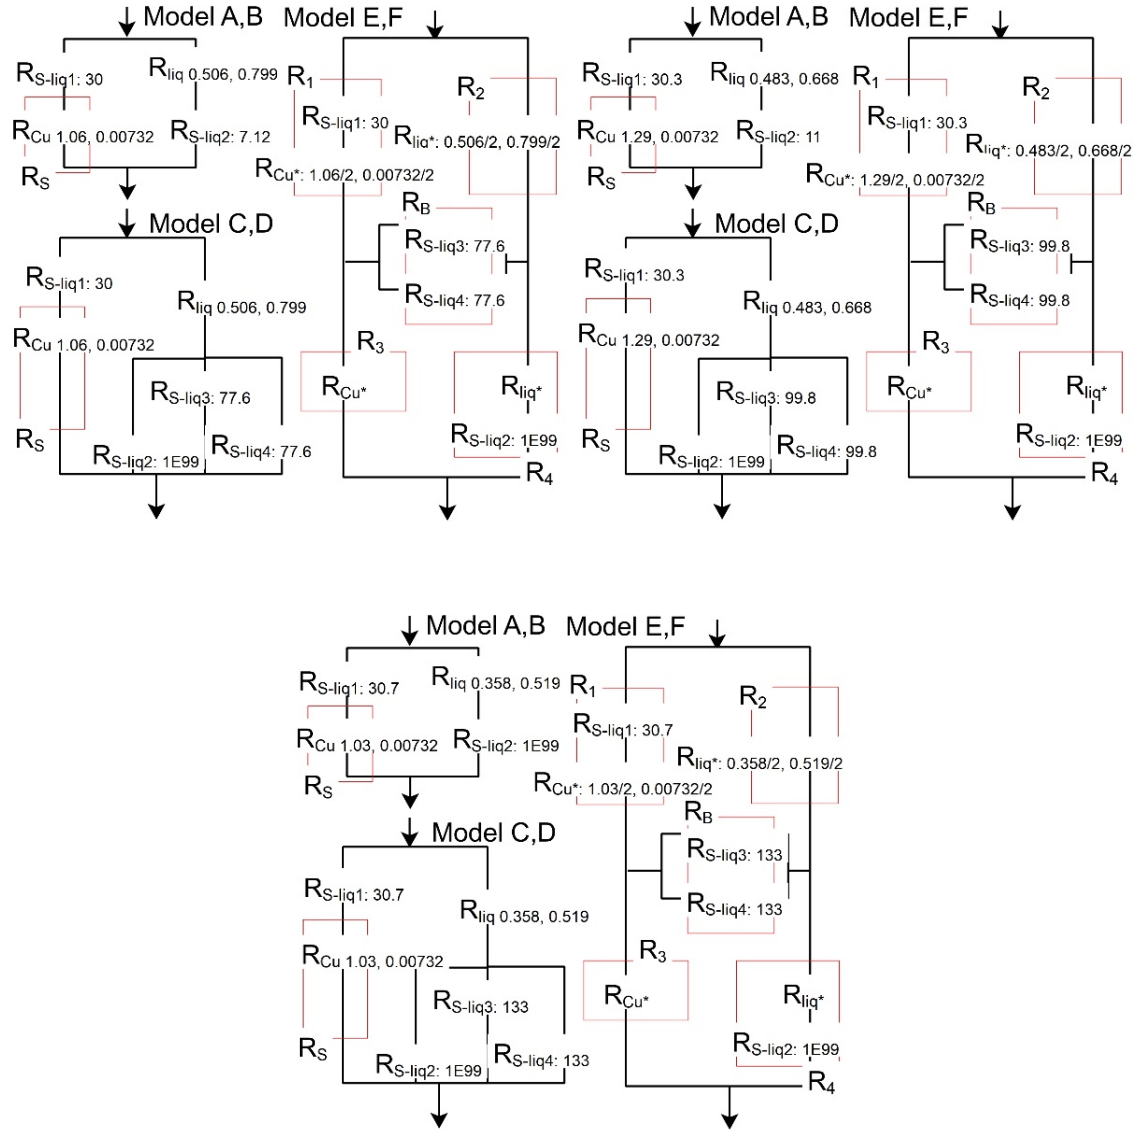 Model A,B
RS-liq1: 30
Rliq 0.506, 0.799
RCu 1.06, 0.00732
RS-liq2: 7.12
RS
Model C,D
RS-liq1: 30
Rliq 0.506, 0.799
RCu 1.06, 0.00732
RS-liq3: 77.6
RS
RS-liq2: 1E99
RS-liq4: 77.6
Model E,F
R1
R2
RS-liq1: 30
Rliq*: 0.506/2, 0.799/2
RCu*: 1.06/2, 0.00732/2
RB
RS-liq3: 77.6
RS-liq4: 77.6
R3
RCu*
Rliq*
RS-liq2: 1E99
R4
Model A,B
RS-liq1: 30.3
Rliq 0.483, 0.668
RCu 1.29, 0.00732
RS-liq2: 11
RS
Model C,D
RS-liq1: 30.3
Rliq 0.483, 0.668
RCu 1.29, 0.00732
RS-liq3: 99.8
RS
RS-liq2: 1E99
RS-liq4: 99.8
Model E,F
R1
R2
RS-liq1: 30.3
Rliq*: 0.483/2, 0.668/2
RCu*: 1.29/2, 0.00732/2
RB
RS-liq3: 99.8
RS-liq4: 99.8
R3
RCu*
Rliq*
RS-liq2: 1E99
R4
Model A,B
RS-liq1: 30.7
Rliq 0.358, 0.519
RCu 1.03, 0.00732
RS-liq2: 1E99
RS
Model C,D
RS-liq1: 30.7
Rliq 0.358, 0.519
RCu 1.03, 0.00732
RS-liq3: 133
RS
RS-liq2: 1E99
RS-liq4: 133
Model E,F
R1
R2
RS-liq1: 30.7
Rliq*: 0.358/2, 0.519/2
RCu*: 1.03/2, 0.00732/2
RB
RS-liq3: 133
RS-liq4: 133
R3
RCu*
Rliq*
RS-liq2: 1E99
R4